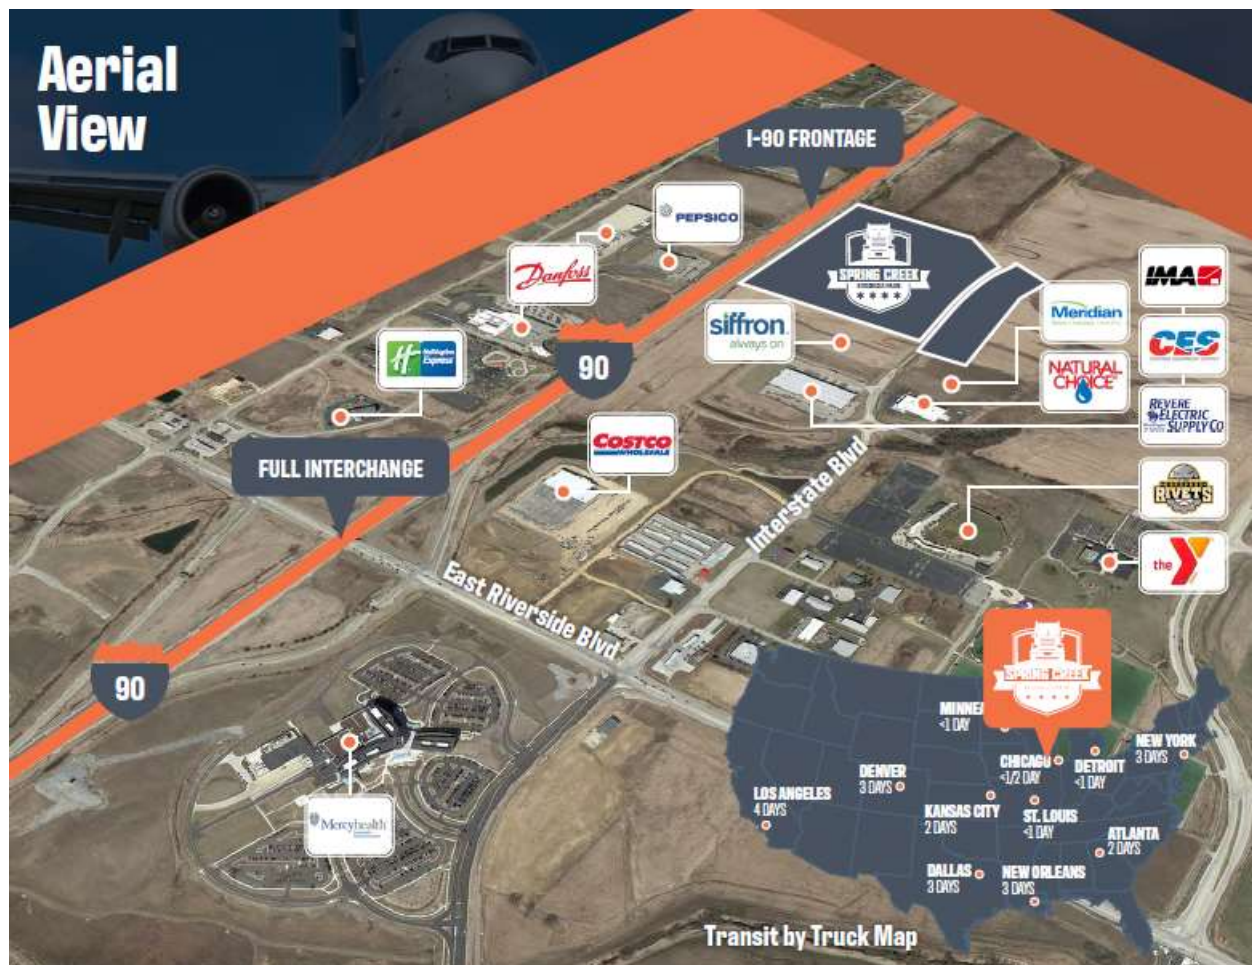 Aerial
View
I-90 FRONTAGE
PEPSICO
Danfoss
SPRING CREEK
IMA
Meridian
siffron
always on
CES
Holiday Inn
Express
90
NATURAL
CHOICE
REVERE
ELECTRIC
SUPPLY CO
COSTCO
WHOLESALE
FULL INTERCHANGE
Interstate Blvd
RIVETS
the Y
East Riverside Blvd
90
SPRING CREEK
Mercyhealth
MINNEA
<1 DAY
CHICAGO
<1/2 DAY
DETROIT
<1 DAY
NEW YORK
3 DAYS
DENVER
3 DAYS
LOS ANGELES
4 DAYS
KANSAS CITY
2 DAYS
ST. LOUIS
<1 DAY
ATLANTA
2 DAYS
DALLAS
3 DAYS
NEW ORLEANS
3 DAYS
Transit by Truck Map